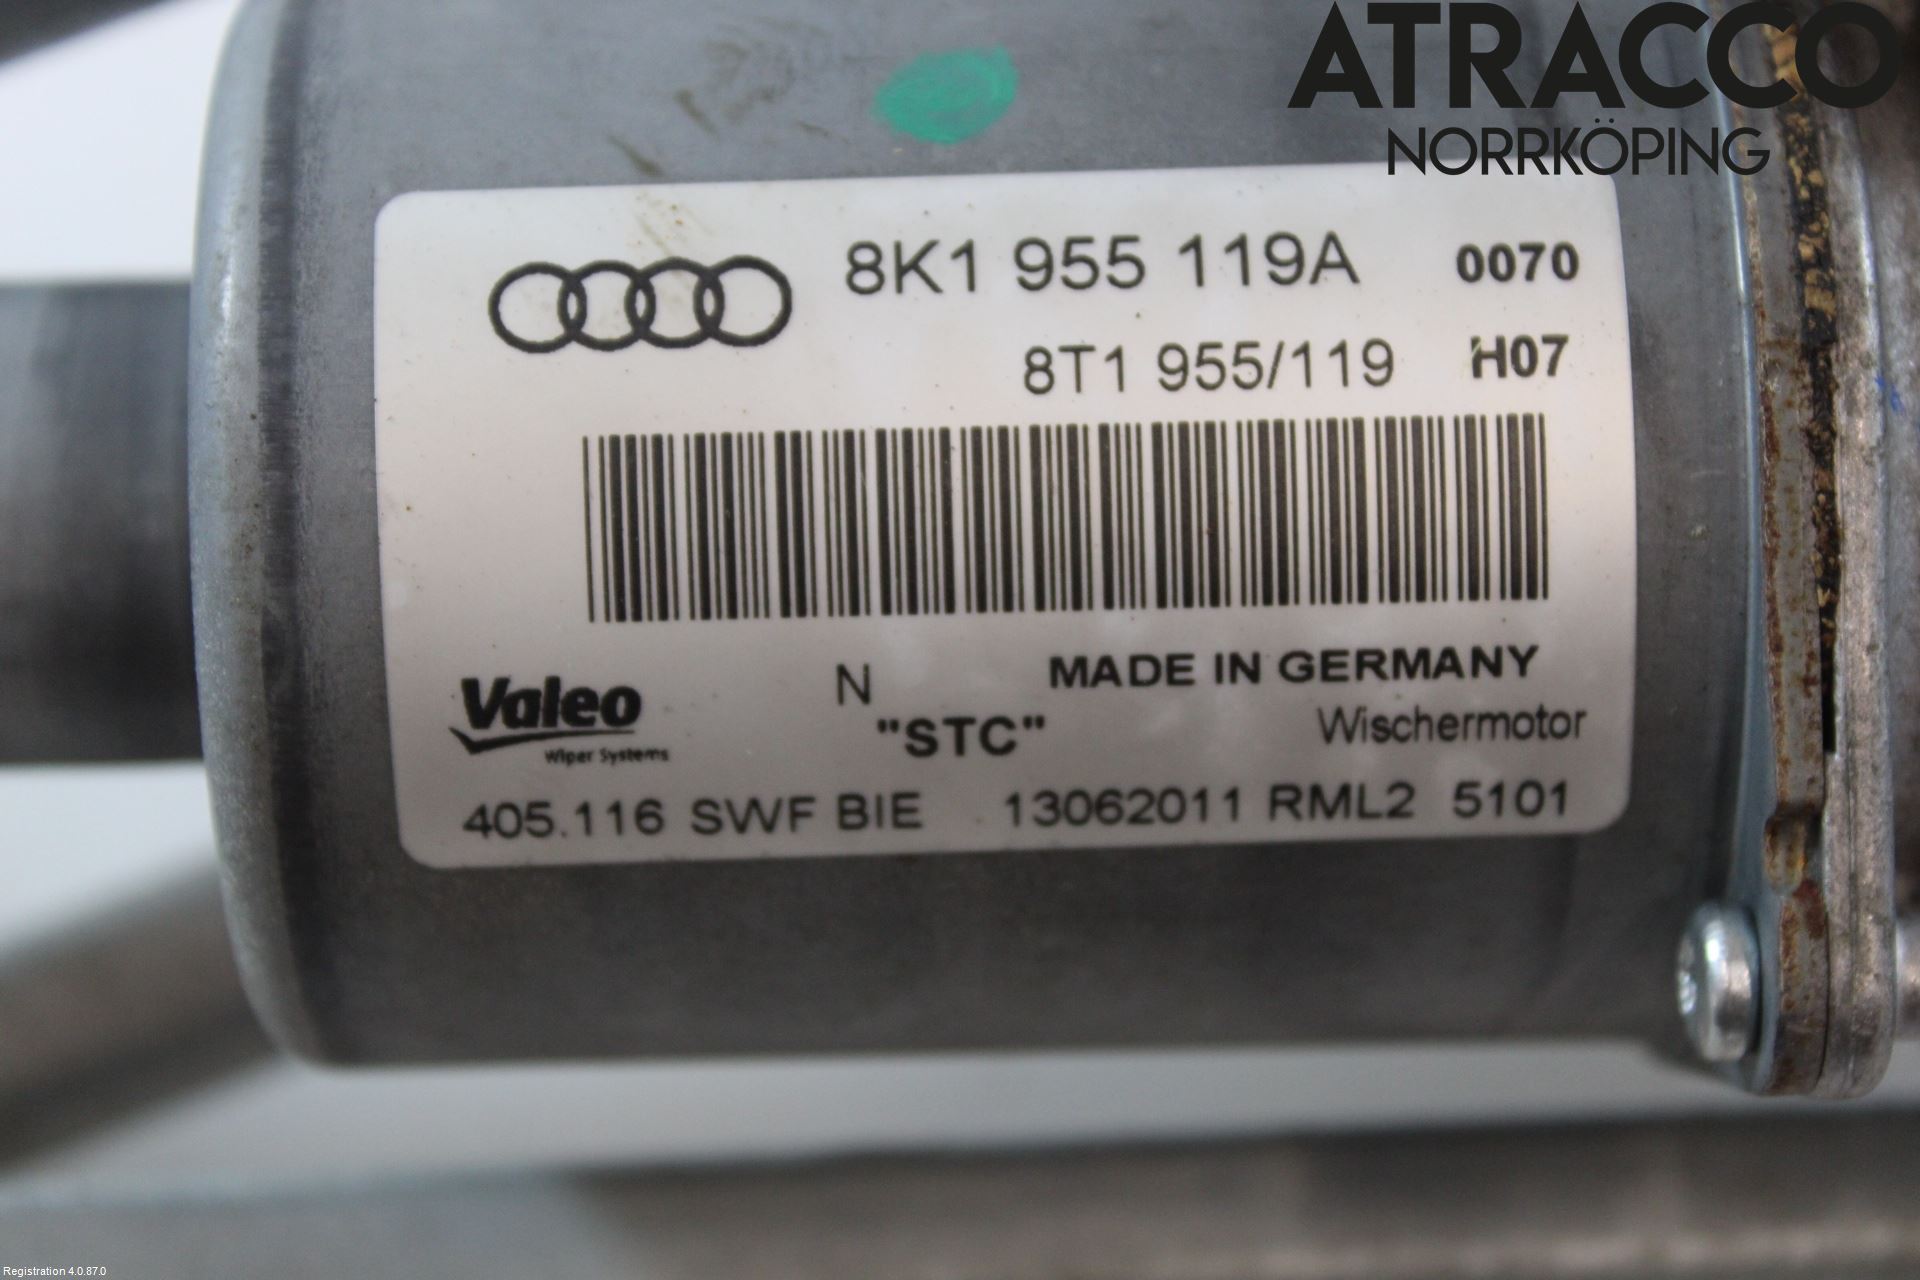 ATRACCO
NORRKÖPING
8K1 955 119A 0070
8T1 955/119 H07
Valeo
Wiper Systems
N
"STC"
MADE IN GERMANY
Wischermotor
405.116 SWF BIE 13062011 RML2 5101
Registration 4.0.87.0